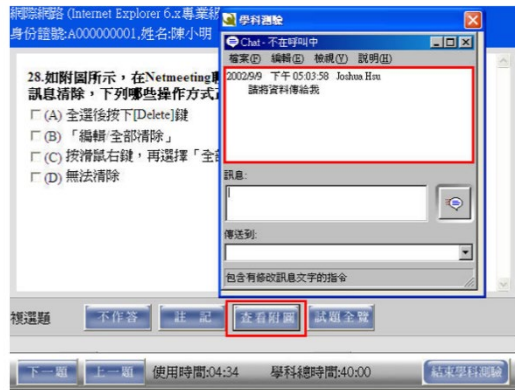 網際網路 (Internet Explorer 6.x專業級
身份證號:A000000001,姓名:陳小明
28.如附圖所示，在Netmeeting
訊息清除，下列哪些操作方式
(A) 全選後按下[Delete]鍵
(B) 「編輯/全部清除」
(C) 按滑鼠右鍵，再選擇「全
(D) 無法清除
學科測驗
Chat - 不在呼叫中
檔案(F) 編輯(E) 檢視(V) 說明(H)
2002/9/9 下午 05:03:58 Joshua Hsu
請將資料傳給我
訊息:
傳送到:
包含有修改訊息文字的指令
複選題 不作答 註 記 查看附圖 試題全覽
下一題 上一題 使用時間:04:34 學科總時間:40:00 結束學科測驗